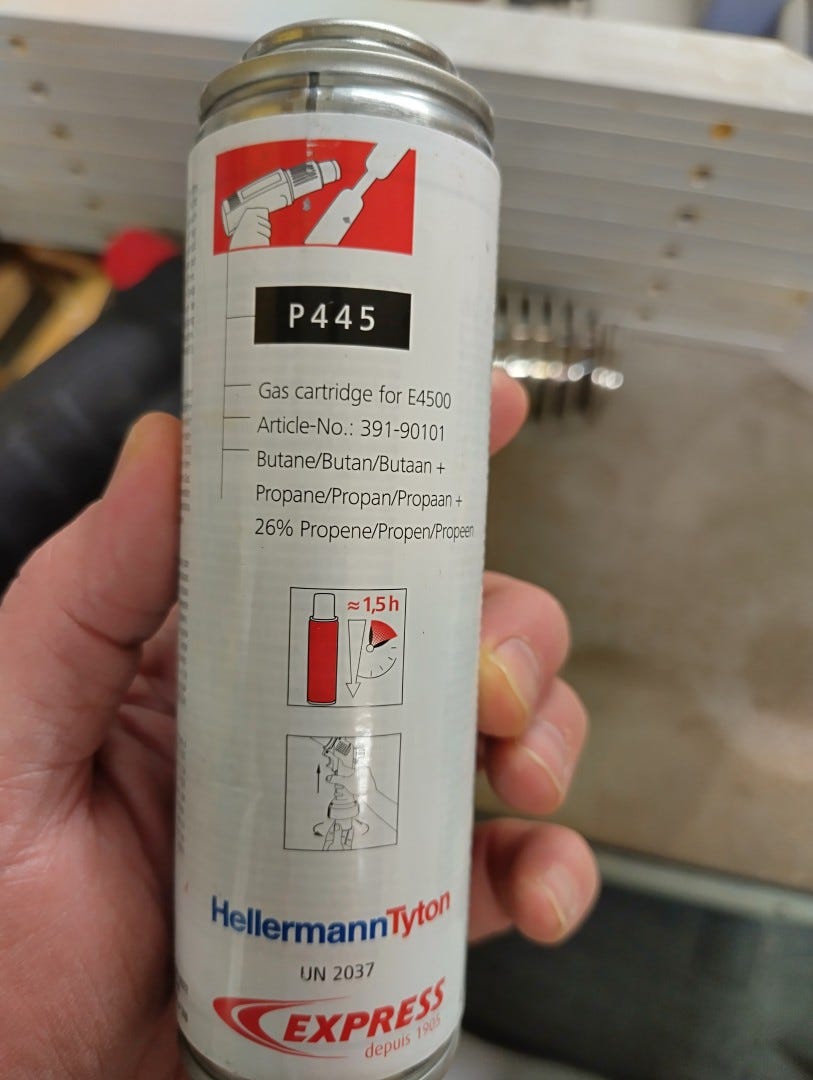 P445
Gas cartridge for E4500
Article-No.: 391-90101
Butane/Butan/Butaan +
Propane/Propan/Propaan +
26% Propene/Propen/Propeen
≈1,5h
HellermannTyton
UN 2037
EXPRESS
depuis 1905